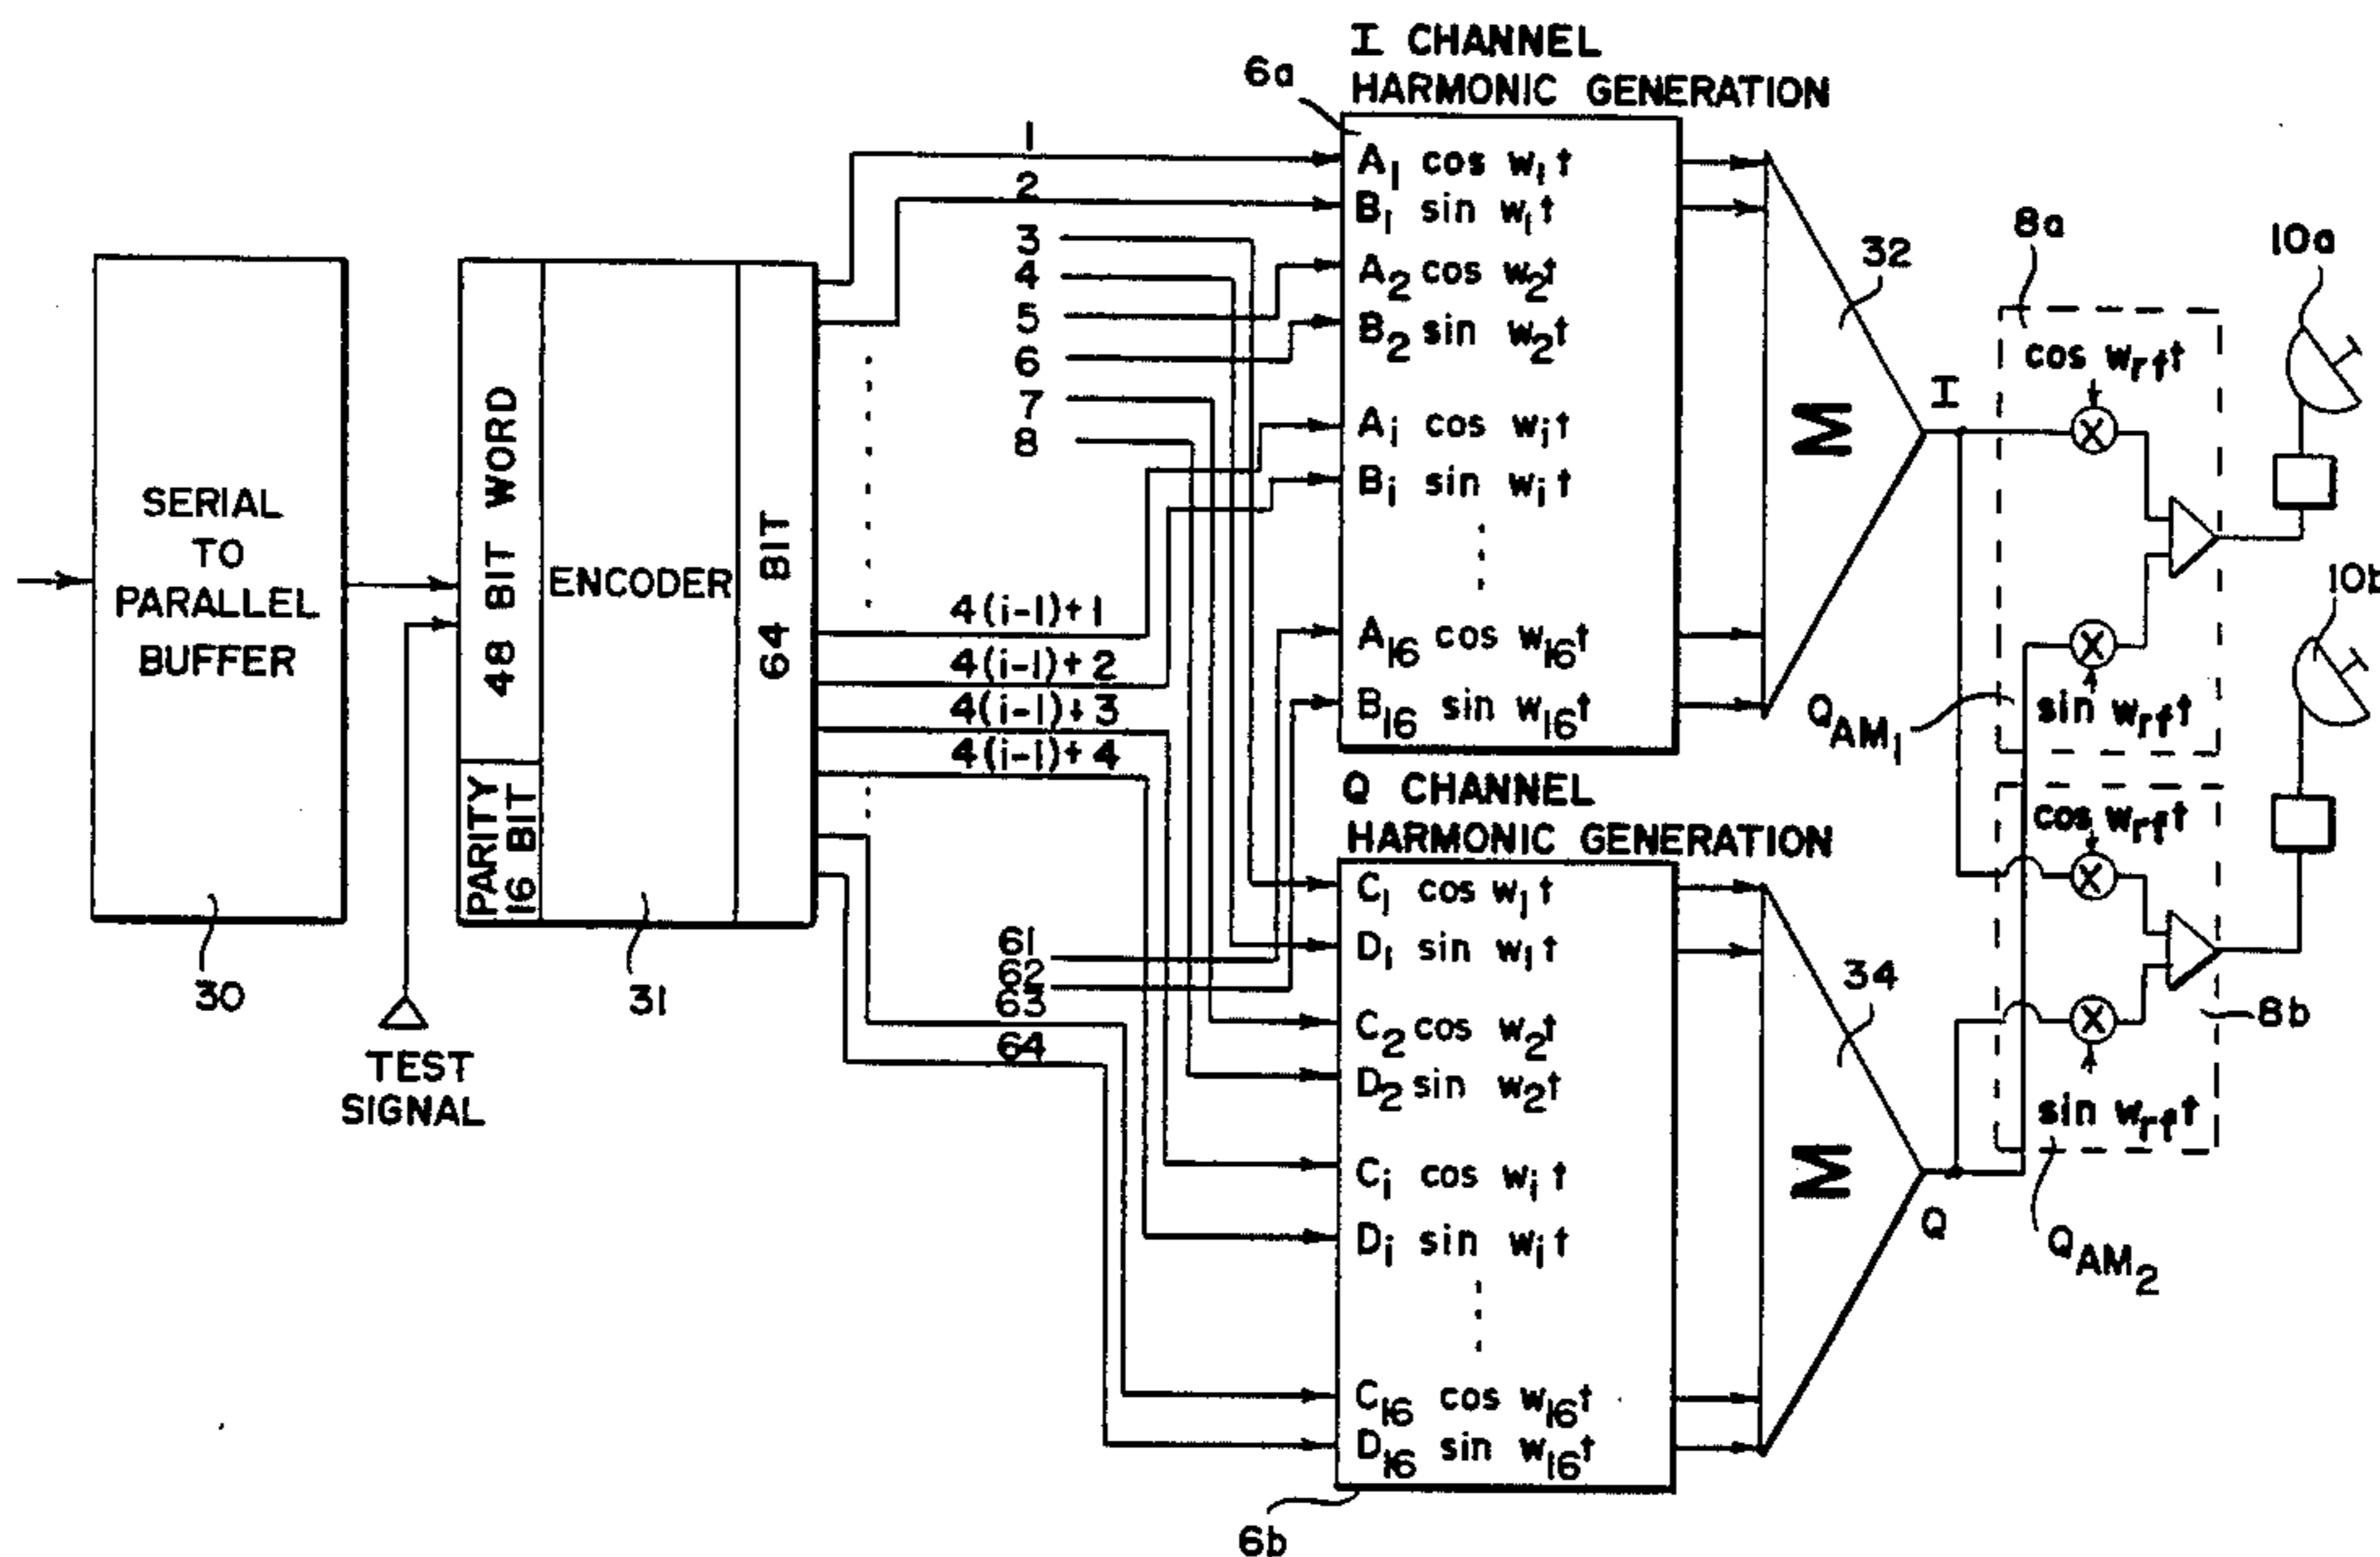 SERIAL
TO
PARALLEL
BUFFER
30
TEST
SIGNAL
48 BIT WORD
PARITY
16 BIT
ENCODER
64 BIT
31
1
2
3
4
5
6
7
8
4(i-1)+1
4(i-1)+2
4(i-1)+3
4(i-1)+4
61
62
63
64
I CHANNEL
HARMONIC GENERATION
6a
A1 cos w1t
B1 sin w1t
A2 cos w2t
B2 sin w2t
Ai cos wit
Bi sin wit
A16 cos w16t
B16 sin w16t
Q CHANNEL
HARMONIC GENERATION
C1 cos w1t
D1 sin w1t
C2 cos w2t
D2 sin w2t
Ci cos wit
Di sin wit
C16 cos w16t
D16 sin w16t
6b
Σ
32
I
Σ
34
Q
8a
cos wrft
X
X
sin wrft
QAM1
cos wrft
X
X
sin wrft
8b
QAM2
10a
10b